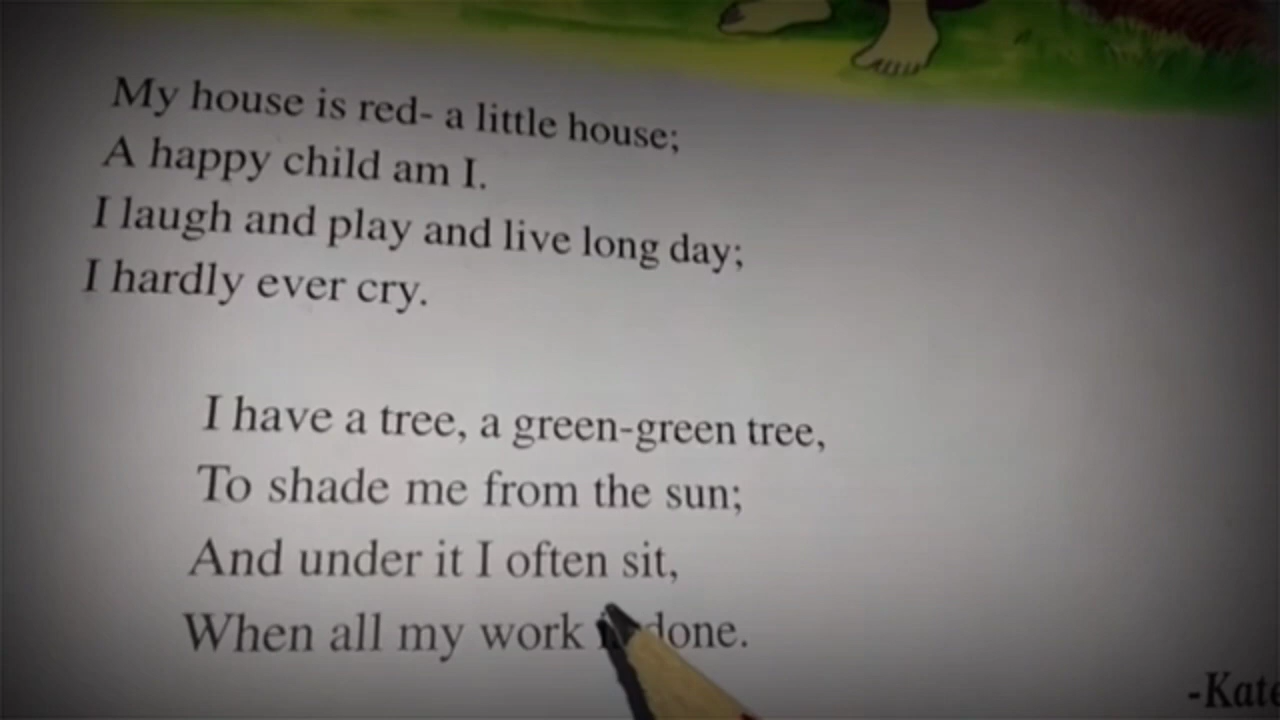 My house is red- a little house;
A happy child am I.
I laugh and play and live long day;
I hardly ever cry.
I have a tree, a green-green tree,
To shade me from the sun;
And under it I often sit,
When all my work is done.